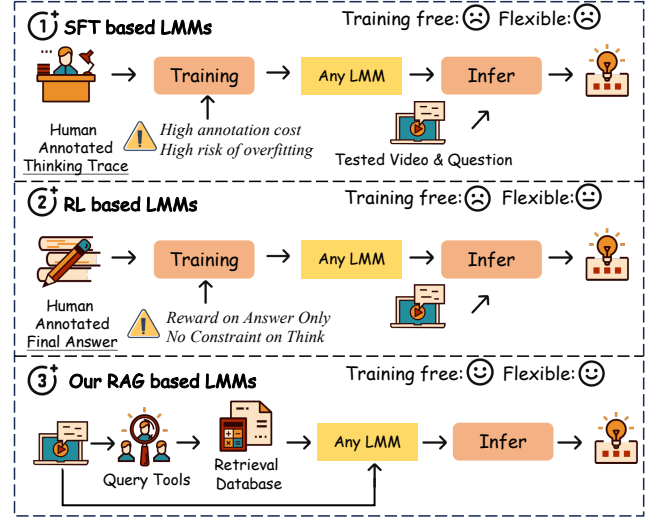 1 SFT based LMMs
Training free: Flexible:
Training
Any LMM
Infer
Human
Annotated
Thinking Trace
High annotation cost
High risk of overfitting
Tested Video & Question
2 RL based LMMs
Training free: Flexible:
Training
Any LMM
Infer
Human
Annotated
Final Answer
Reward on Answer Only
No Constraint on Think
3 Our RAG based LMMs
Training free: Flexible:
Query Tools
Retrieval
Database
Any LMM
Infer